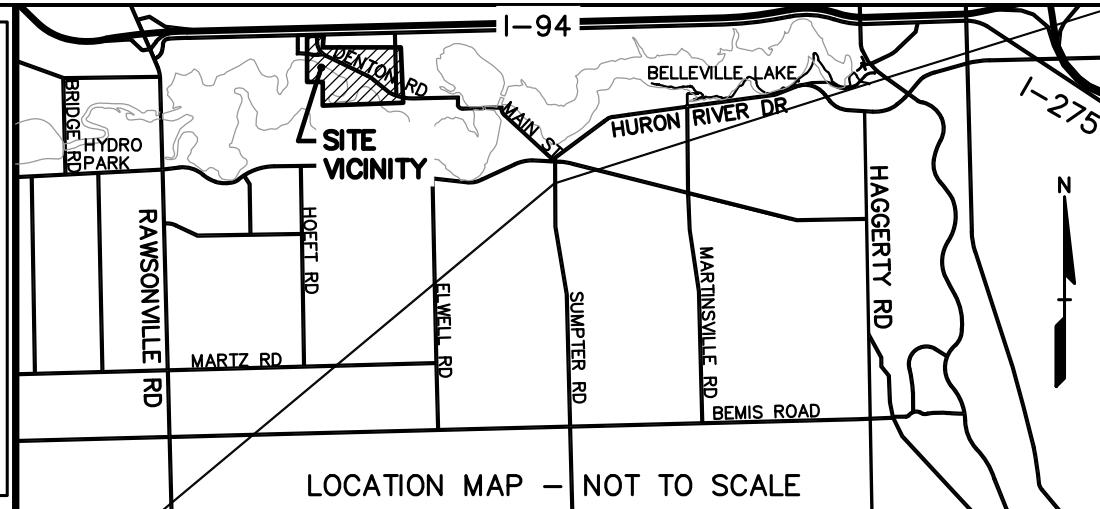 I-94
DENTON RD
BELLEVILLE LAKE
I-275
BRIDGE RD
MAIN ST
HURON RIVER DR
HYDRO
PARK
SITE
VICINITY
N
HAGGERTY RD
RAWSONVILLE RD
HOEFT RD
MARTINSVILLE RD
ELWELL RD
SUMPTER RD
MARTZ RD
BEMIS ROAD
LOCATION MAP – NOT TO SCALE